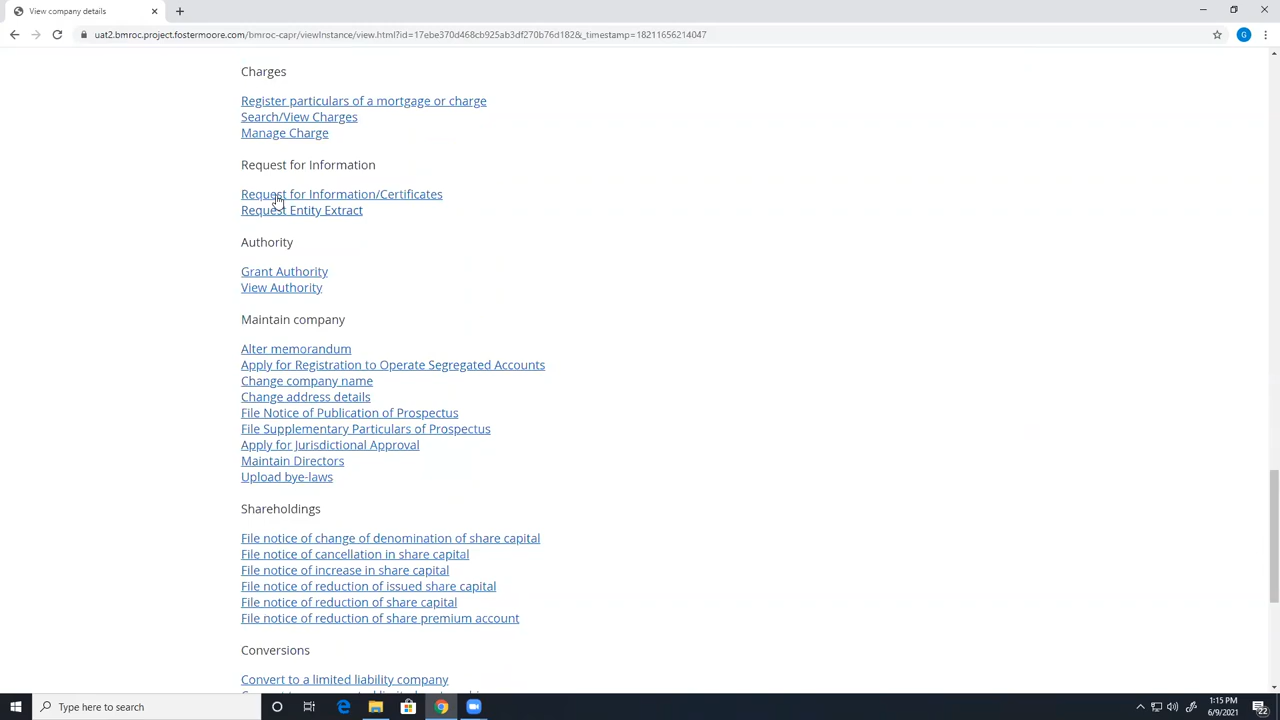 View company details
uat2.bmroc.project.fostermoore.com/bmroc-capr/viewInstance/view.html?id=17ebe370d468cb925ab3df270b76d182&_timestamp=18211656214047
G
Charges
Register particulars of a mortgage or charge
Search/View Charges
Manage Charge
Request for Information
Request for Information/Certificates
Request Entity Extract
Authority
Grant Authority
View Authority
Maintain company
Alter memorandum
Apply for Registration to Operate Segregated Accounts
Change company name
Change address details
File Notice of Publication of Prospectus
File Supplementary Particulars of Prospectus
Apply for Jurisdictional Approval
Maintain Directors
Upload bye-laws
Shareholdings
File notice of change of denomination of share capital
File notice of cancellation in share capital
File notice of increase in share capital
File notice of reduction of issued share capital
File notice of reduction of share capital
File notice of reduction of share premium account
Conversions
Convert to a limited liability company
Type here to search
1:15 PM
6/9/2021
22